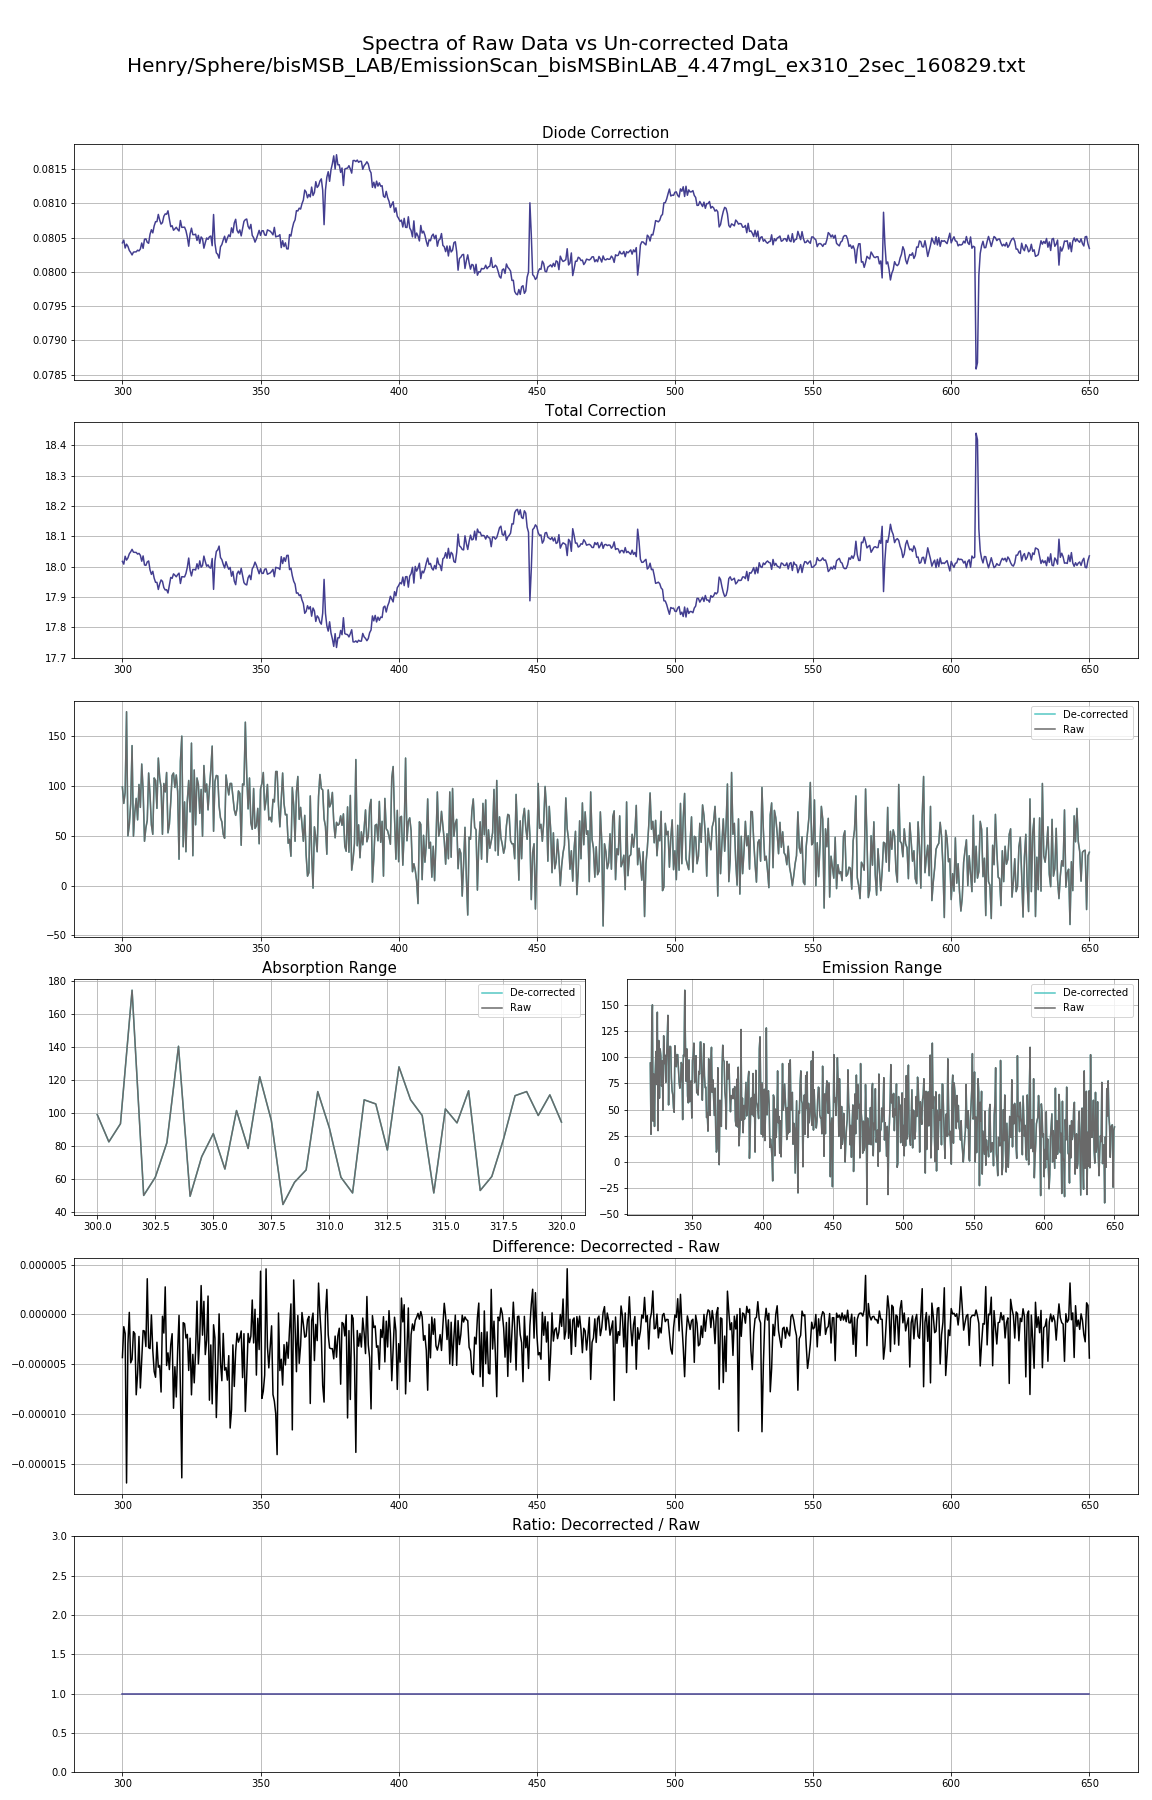 Spectra of Raw Data vs Un-corrected Data
Henry/Sphere/bisMSB_LAB/EmissionScan_bisMSBinLAB_4.47mgL_ex310_2sec_160829.txt
Diode Correction
0.0815
0.0810
0.0805
0.0800
0.0795
0.0790
0.0785
300 350 400 450 500 550 600 650
Total Correction
18.4
18.3
18.2
18.1
18.0
17.9
17.8
17.7
300 350 400 450 500 550 600 650
De-corrected
Raw
150
100
50
0
−50
300 350 400 450 500 550 600 650
Absorption Range
De-corrected
Raw
180
160
140
120
100
80
60
40
300.0 302.5 305.0 307.5 310.0 312.5 315.0 317.5 320.0
Emission Range
De-corrected
Raw
150
125
100
75
50
25
0
−25
−50
350 400 450 500 550 600 650
Difference: Decorrected - Raw
0.000005
0.000000
−0.000005
−0.000010
−0.000015
300 350 400 450 500 550 600 650
Ratio: Decorrected / Raw
3.0
2.5
2.0
1.5
1.0
0.5
0.0
300 350 400 450 500 550 600 650